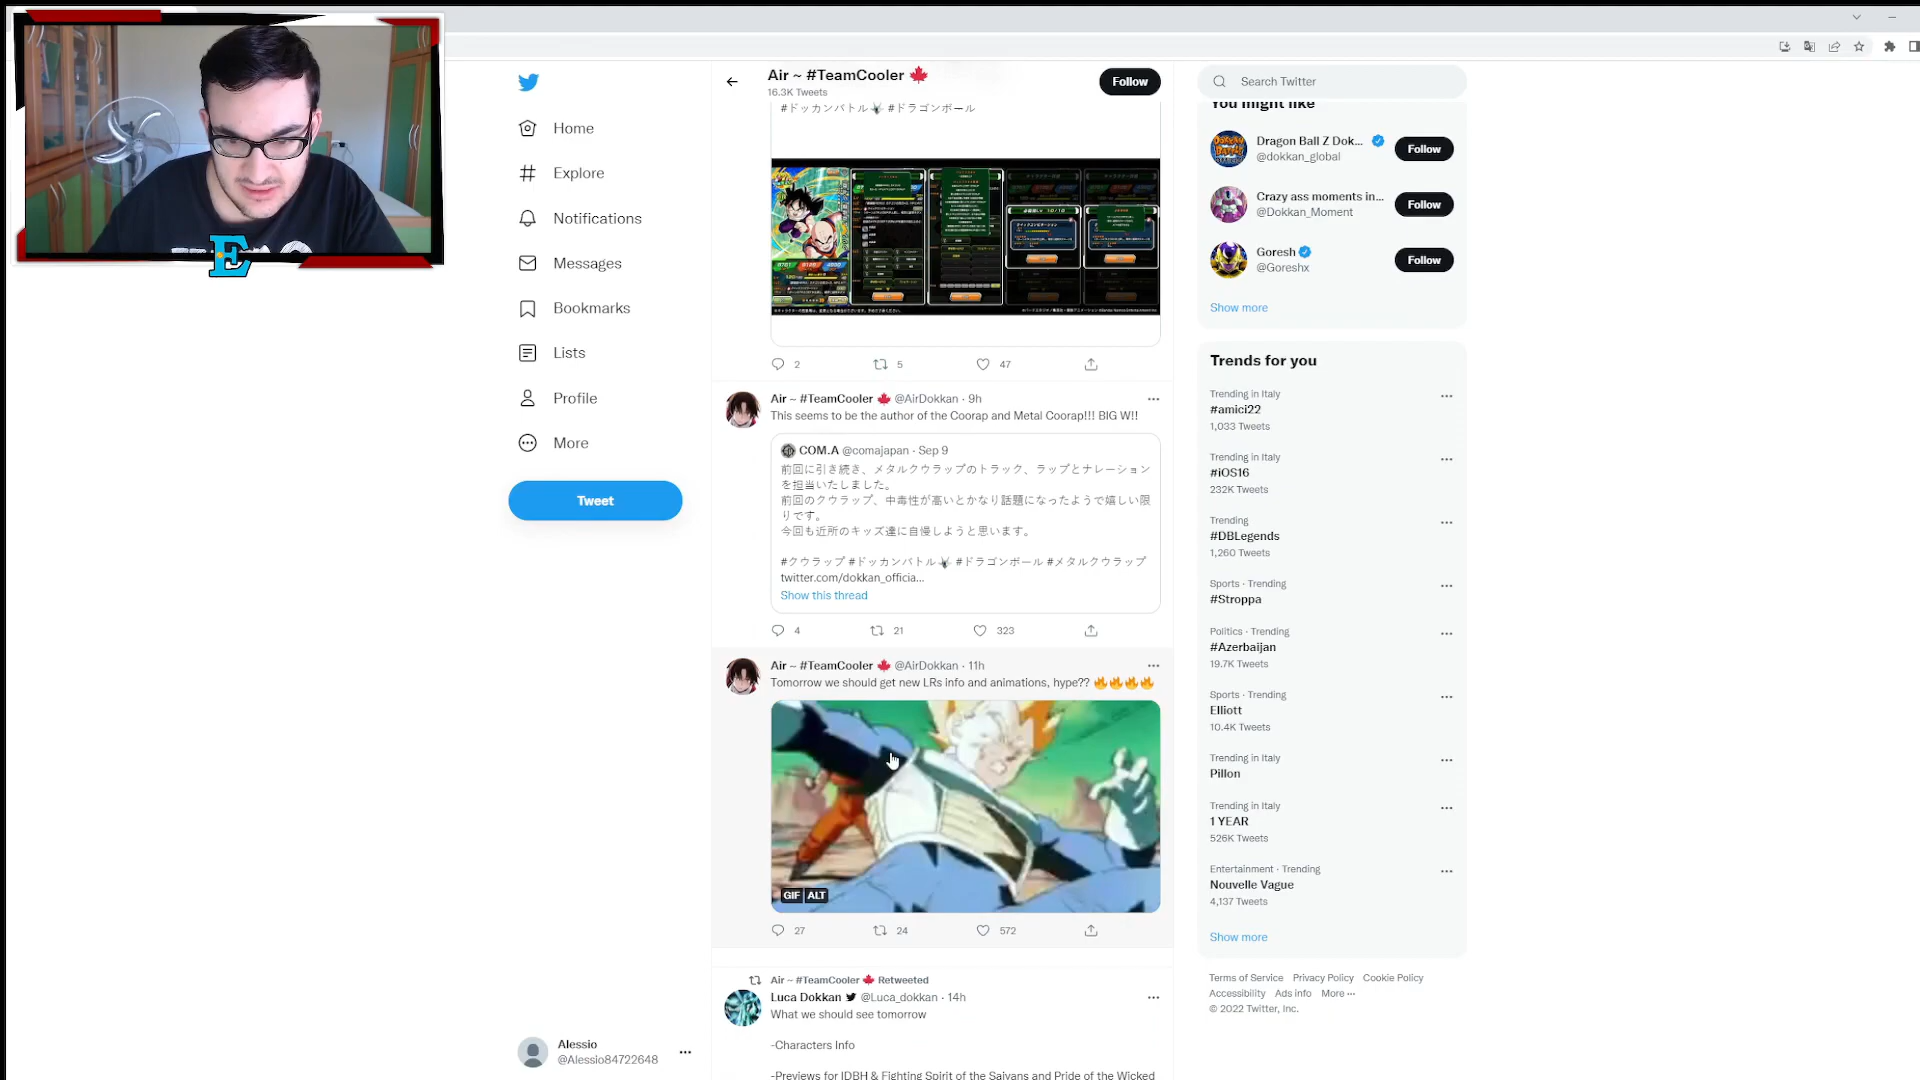 Air ~ #TeamCooler 🍁
16.3K Tweets
Follow
Search Twitter
Home
Explore
Notifications
Messages
Bookmarks
Lists
Profile
More
Tweet
Alessio
@Alessio84722648
#ドッカンバトル #ドラゴンボール
2 5 47
Air ~ #TeamCooler 🍁 @AirDokkan · 9h
This seems to be the author of the Coorap and Metal Coorap!!! BIG W!!
COM.A @comajapan · Sep 9
前回に引き続き、メタルクウラップのトラック、ラップとナレーション
を担当いたしました。
前回のクウラップ、中毒性が高いとかなり話題になったようで嬉しい限
りです。
今回も近所のキッズ達に自慢しようと思います。
#クウラップ #ドッカンバトル #ドラゴンボール #メタルクウラップ
twitter.com/dokkan_officia...
Show this thread
4 21 323
Air ~ #TeamCooler 🍁 @AirDokkan · 11h
Tomorrow we should get new LRs info and animations, hype?? 🔥🔥🔥🔥
GIF ALT
27 24 572
Air ~ #TeamCooler 🍁 Retweeted
Luca Dokkan @Luca_dokkan · 14h
What we should see tomorrow
-Characters Info
-Previews for IDBH & Fighting Spirit of the Saiyans and Pride of the Wicked
You might like
Dragon Ball Z Dok...
@dokkan_global
Follow
Crazy ass moments in...
@Dokkan_Moment
Follow
Goresh
@Goreshx
Follow
Show more
Trends for you
Trending in Italy
#amici22
1,033 Tweets
Trending in Italy
#iOS16
232K Tweets
Trending
#DBLegends
1,260 Tweets
Sports · Trending
#Stroppa
Politics · Trending
#Azerbaijan
19.7K Tweets
Sports · Trending
Elliott
10.4K Tweets
Trending in Italy
Pillon
Trending in Italy
1 YEAR
526K Tweets
Entertainment · Trending
Nouvelle Vague
4,137 Tweets
Show more
Terms of Service Privacy Policy Cookie Policy
Accessibility Ads info More ···
© 2022 Twitter, Inc.
E